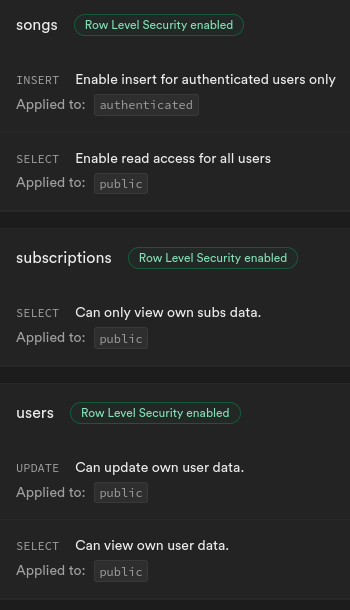 songs Row Level Security enabled
INSERT Enable insert for authenticated users only
Applied to: authenticated
SELECT Enable read access for all users
Applied to: public
subscriptions Row Level Security enabled
SELECT Can only view own subs data.
Applied to: public
users Row Level Security enabled
UPDATE Can update own user data.
Applied to: public
SELECT Can view own user data.
Applied to: public